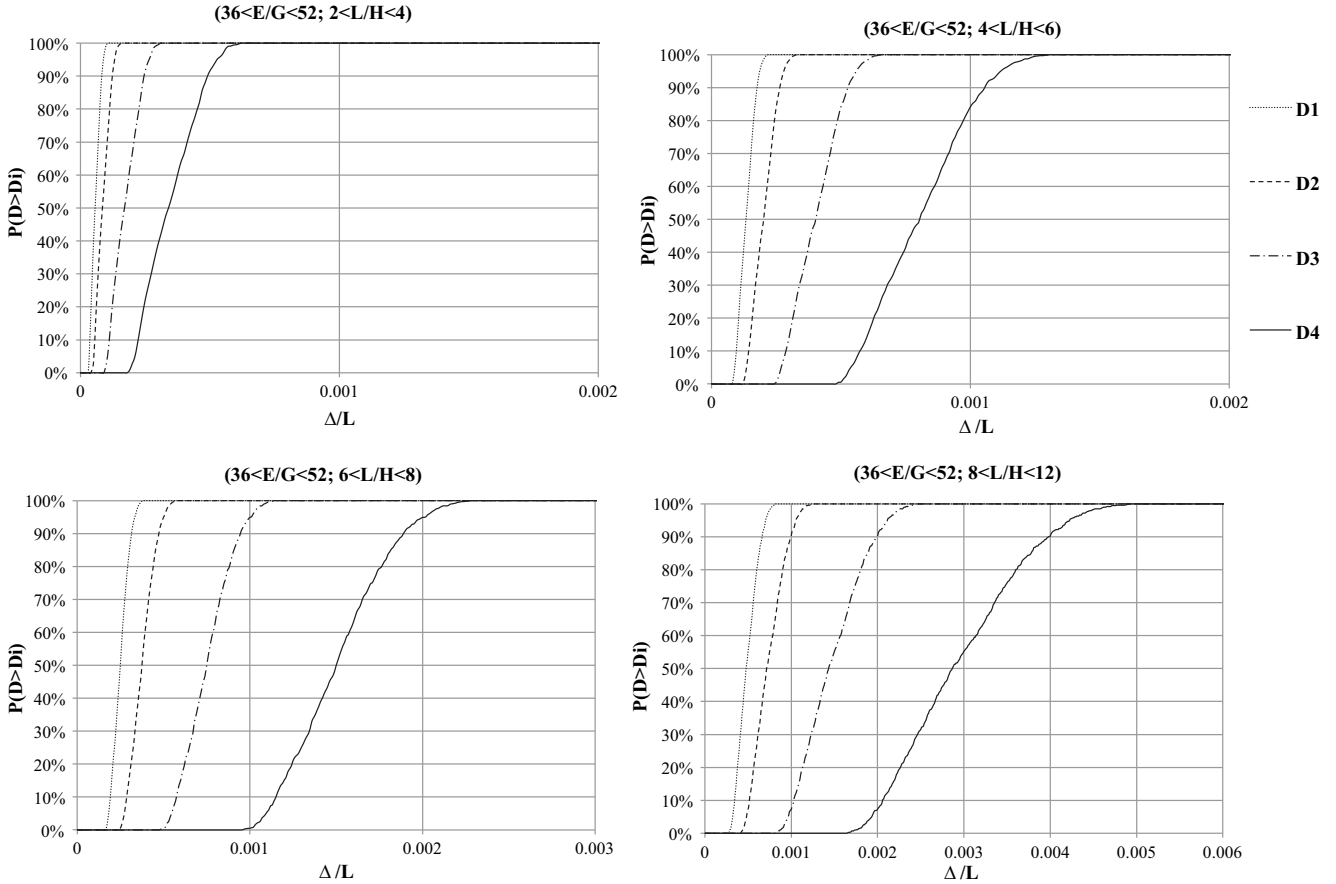 (36<E/G<52; 2<L/H<4)
100%
90%
80%
70%
60%
50%
40%
30%
20%
10%
0%
P(D>Di)
0 0.001 0.002
Δ/L
(36<E/G<52; 4<L/H<6)
100%
90%
80%
70%
60%
50%
40%
30%
20%
10%
0%
P(D>Di)
0 0.001 0.002
Δ /L
D1
D2
D3
D4
(36<E/G<52; 6<L/H<8)
100%
90%
80%
70%
60%
50%
40%
30%
20%
10%
0%
P(D>Di)
0 0.001 0.002 0.003
Δ /L
(36<E/G<52; 8<L/H<12)
100%
90%
80%
70%
60%
50%
40%
30%
20%
10%
0%
P(D>Di)
0 0.001 0.002 0.003 0.004 0.005 0.006
Δ /L